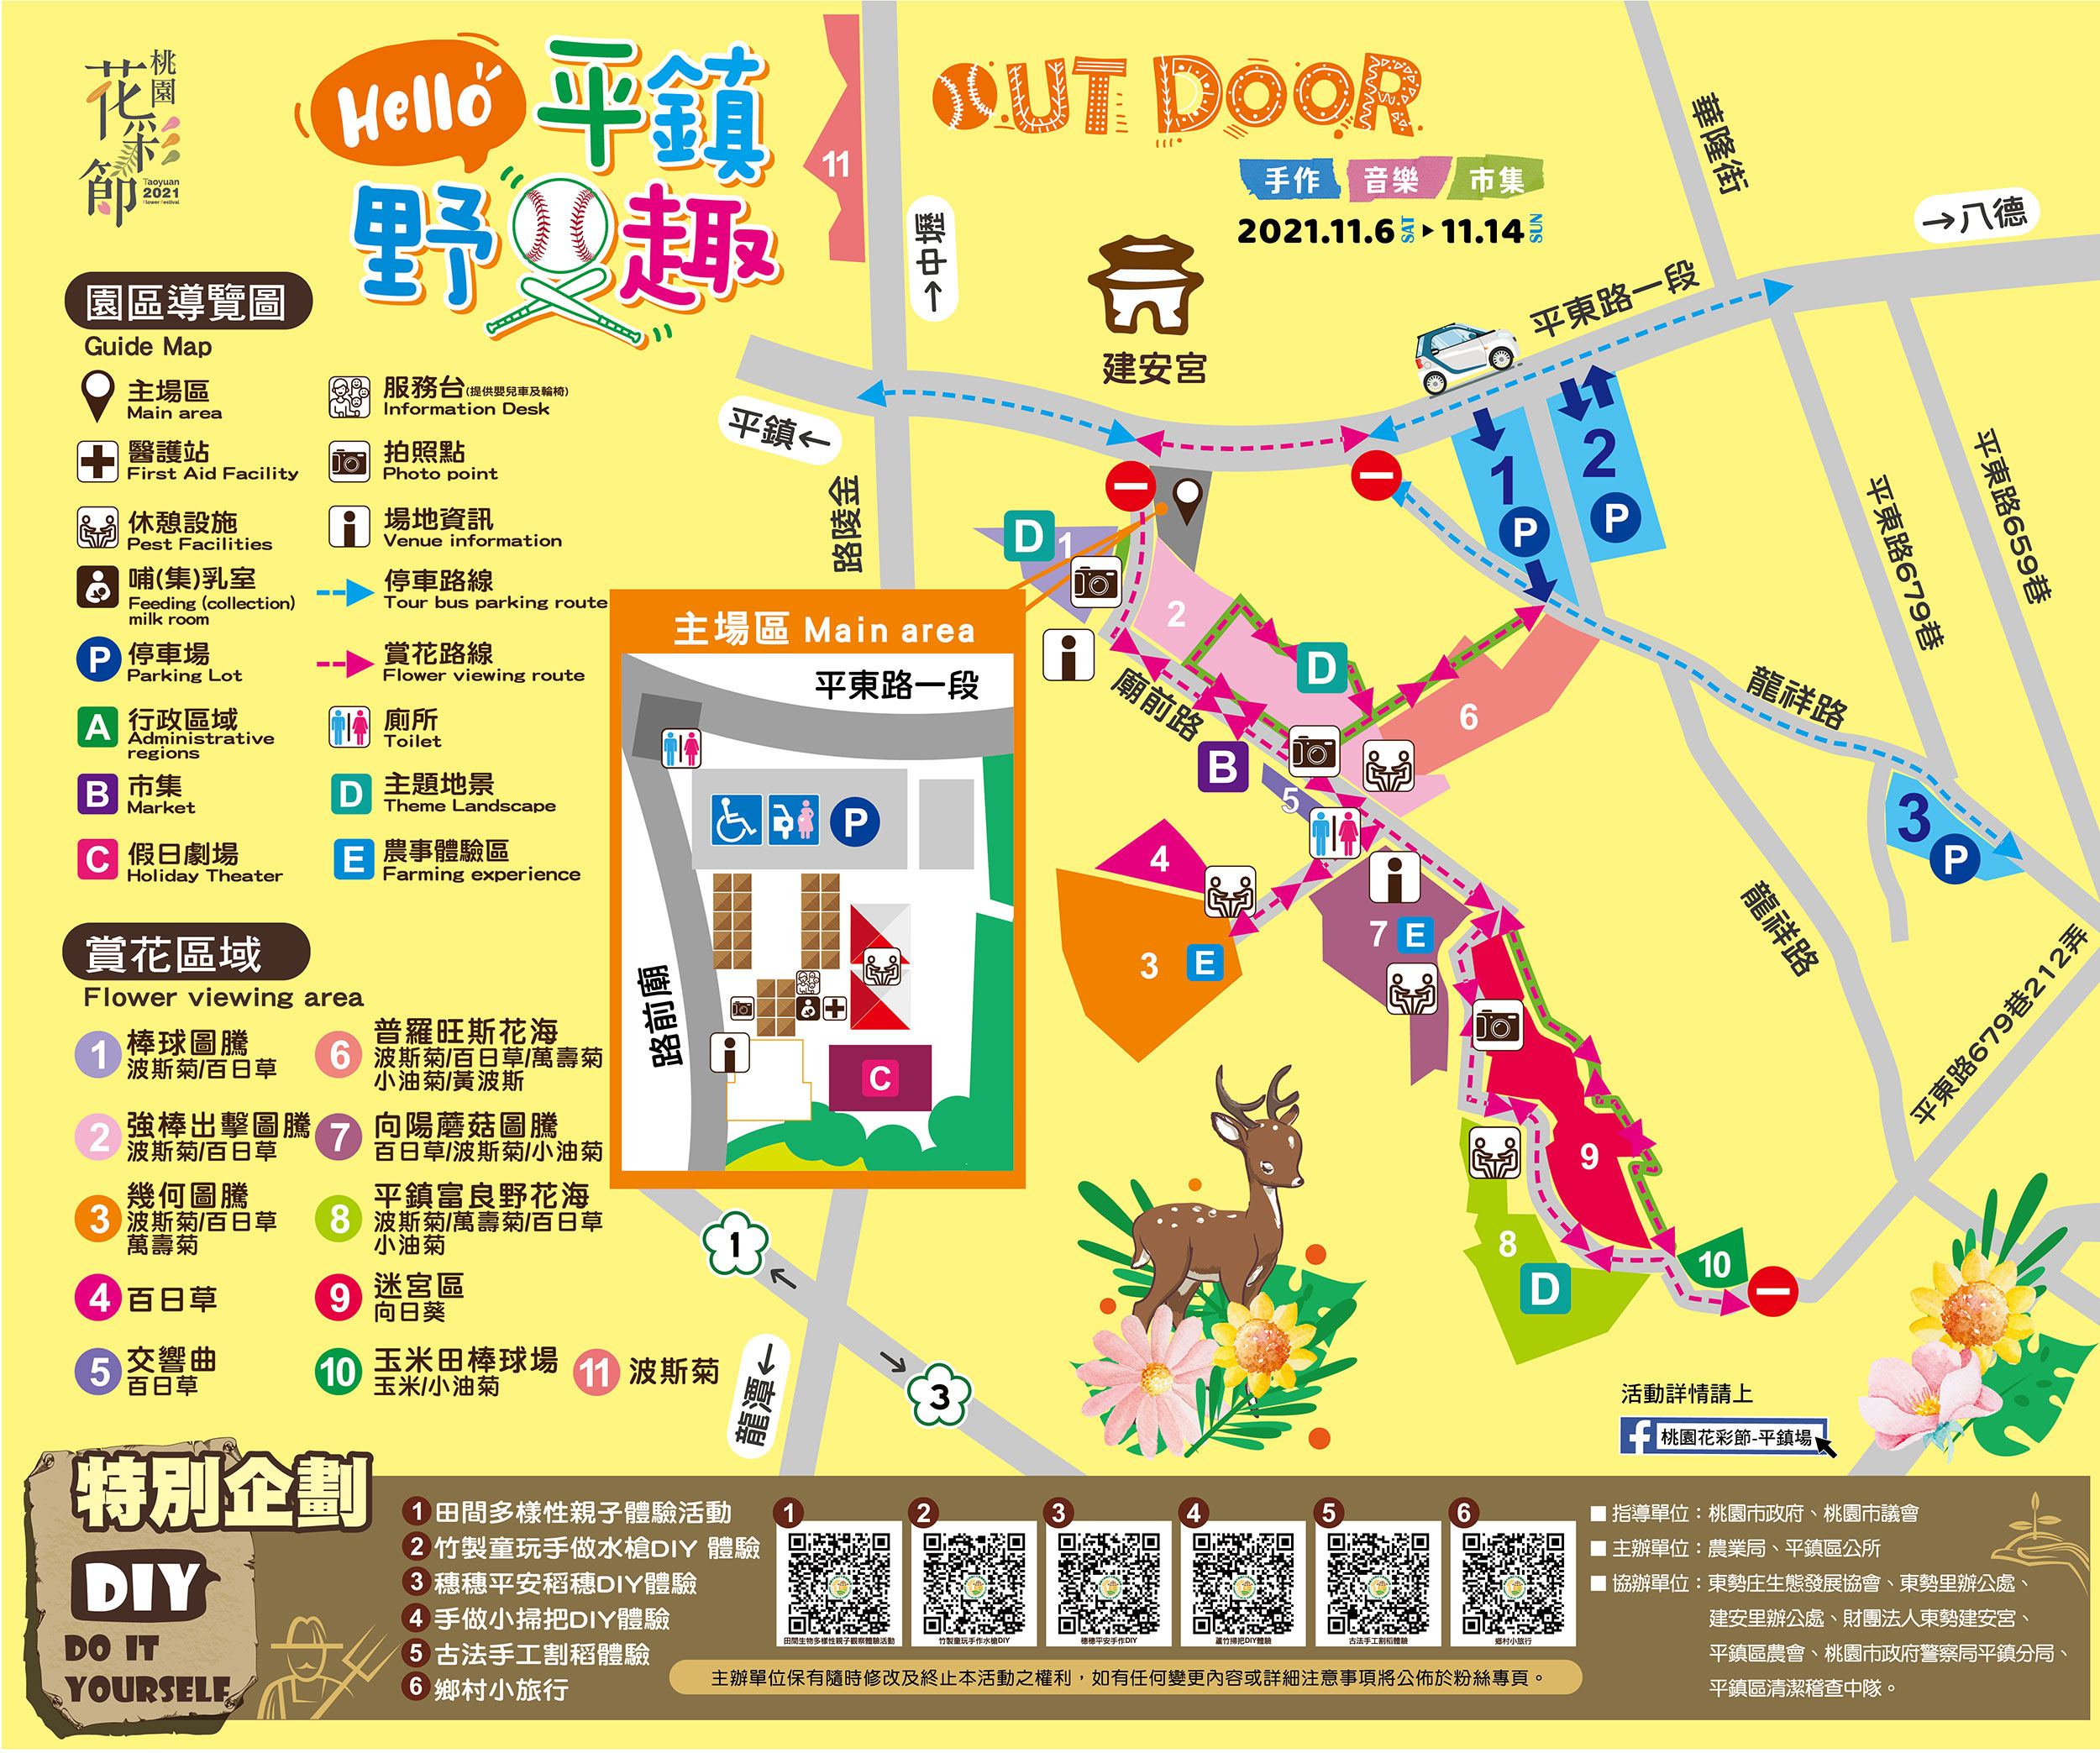 桃園
花彩節
Taoyuan
2021
Flower Festival
Hello 平鎮
野趣
OUT DOOR
手作 音樂 市集
2021.11.6 SAT ▸ 11.14 SUN
園區導覽圖
Guide Map
主場區
Main area
服務台(提供嬰兒車及輪椅)
Information Desk
醫護站
First Aid Facility
拍照點
Photo point
休憩設施
Pest Facilities
場地資訊
Venue information
哺(集)乳室
Feeding (collection)
milk room
停車路線
Tour bus parking route
P 停車場
Parking Lot
賞花路線
Flower viewing route
A 行政區域
Administrative
regions
廁所
Toilet
B 市集
Market
D 主題地景
Theme Landscape
C 假日劇場
Holiday Theater
E 農事體驗區
Farming experience
賞花區域
Flower viewing area
1 棒球圖騰
波斯菊/百日草
2 強棒出擊圖騰
波斯菊/百日草
3 幾何圖騰
波斯菊/百日草
萬壽菊
4 百日草
5 交響曲
百日草
6 普羅旺斯花海
波斯菊/百日草/萬壽菊
小油菊/黃波斯
7 向陽蘑菇圖騰
百日草/波斯菊/小油菊
8 平鎮富良野花海
波斯菊/萬壽菊/百日草
小油菊
9 迷宮區
向日葵
10 玉米田棒球場
玉米/小油菊
11 波斯菊
11
→中壢
建安宮
華隆街
→八德
平東路一段
平鎮←
路陵金
1
P
2
P
平東路679巷
平東路659巷
D
1
2
D
6
廟前路
B
5
龍祥路
3
P
4
3
E
7
E
龍祥路
平東路679巷212弄
9
8
D
10
主場區 Main area
平東路一段
P
路前廟
C
1
3
龍潭←
活動詳情請上
f 桃園花彩節-平鎮場
特別企劃
DIY
DO IT
YOURSELF
1 田間多樣性親子體驗活動
2 竹製童玩手做水槍DIY 體驗
3 穗穗平安稻穗DIY體驗
4 手做小掃把DIY體驗
5 古法手工割稻體驗
6 鄉村小旅行
1
田間生物多樣性親子觀察體驗活動
2
竹製童玩手作水槍DIY
3
穗穗平安手作DIY
4
蘆竹掃把DIY體驗
5
古法手工割稻體驗
6
鄉村小旅行
主辦單位保有隨時修改及終止本活動之權利，如有任何變更內容或詳細注意事項將公佈於粉絲專頁。
■ 指導單位：桃園市政府、桃園市議會
■ 主辦單位：農業局、平鎮區公所
■ 協辦單位：東勢庄生態發展協會、東勢里辦公處、
建安里辦公處、財團法人東勢建安宮、
平鎮區農會、桃園市政府警察局平鎮分局、
平鎮區清潔稽查中隊。